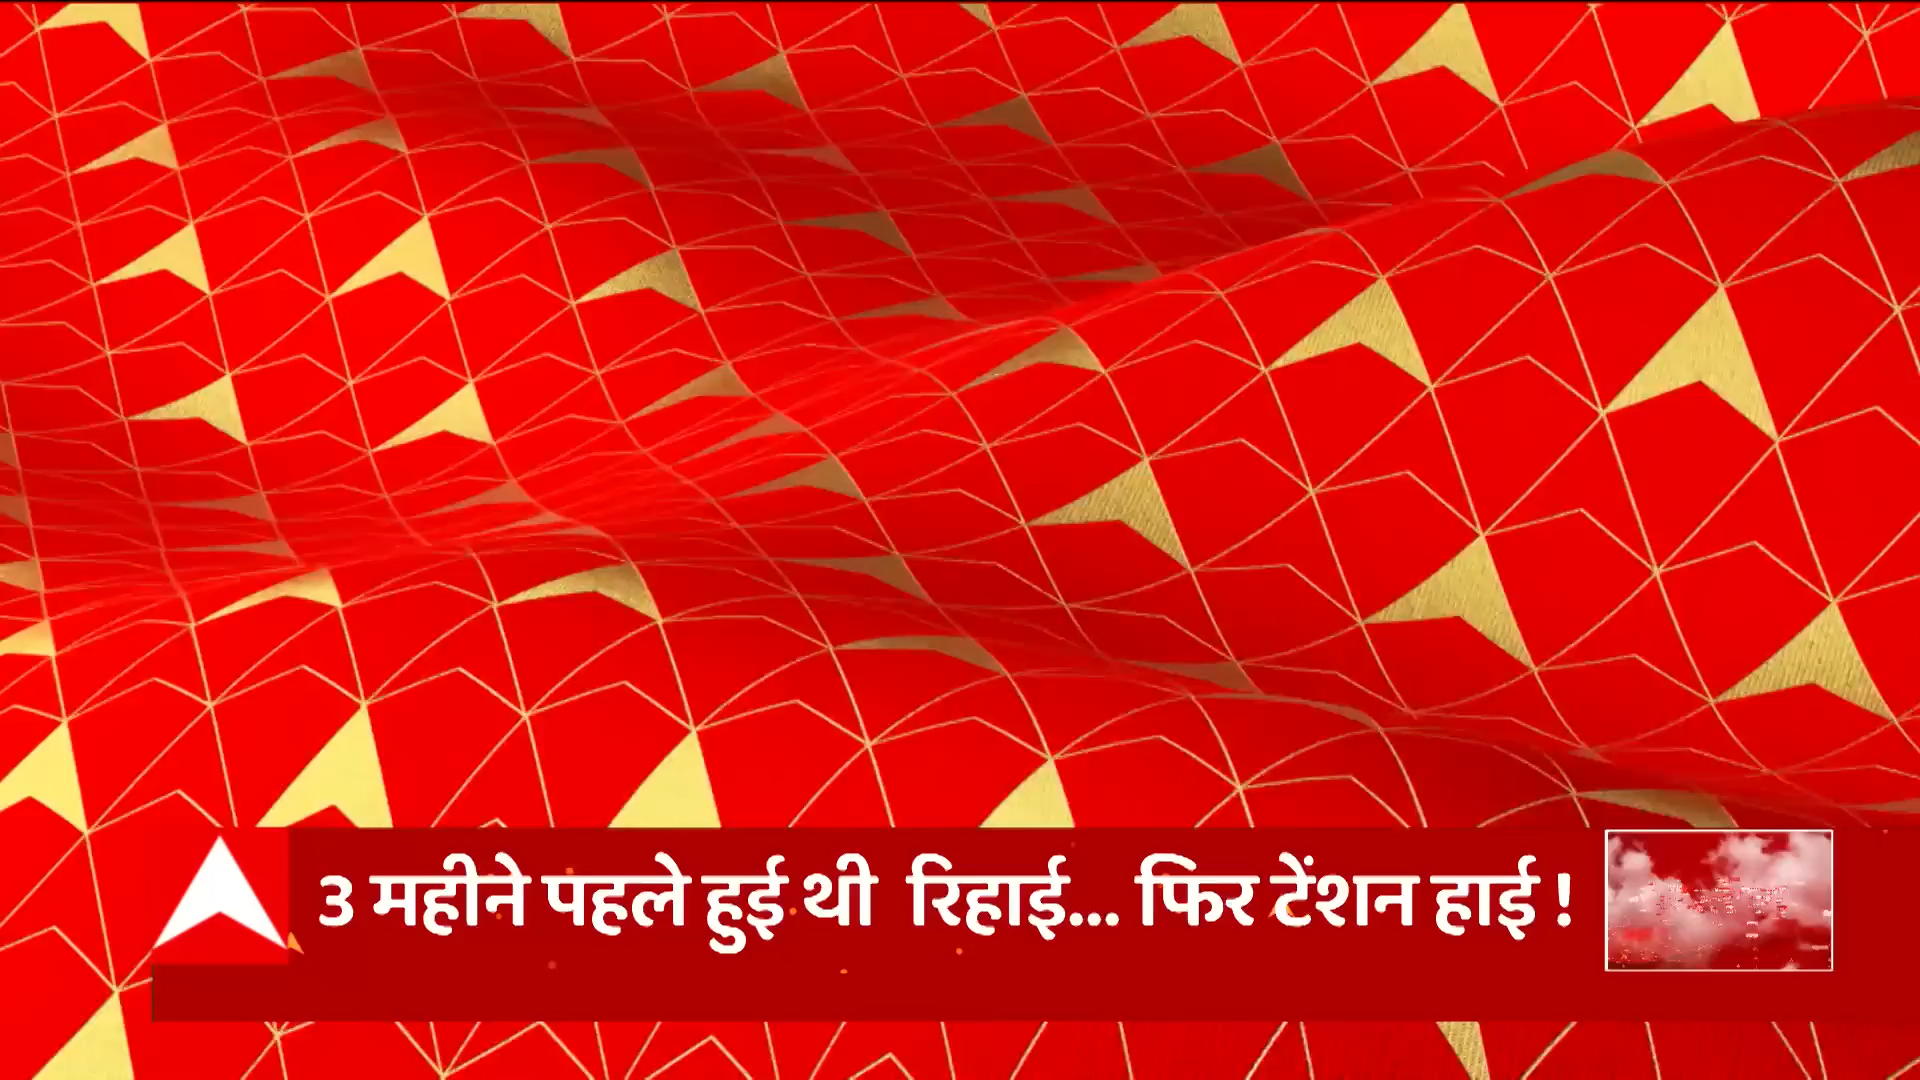 3 महीने पहले हुई थी रिहाई... फिर टेंशन हाई !